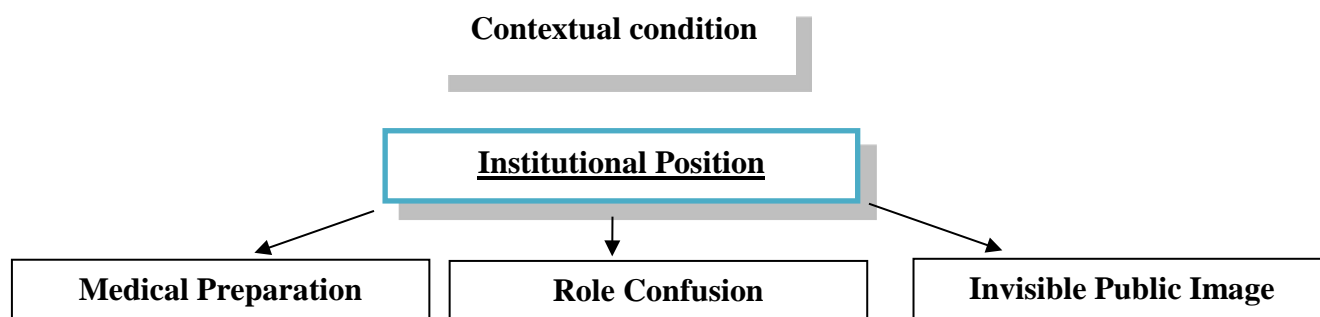 Contextual condition
Institutional Position
Medical Preparation
Role Confusion
Invisible Public Image